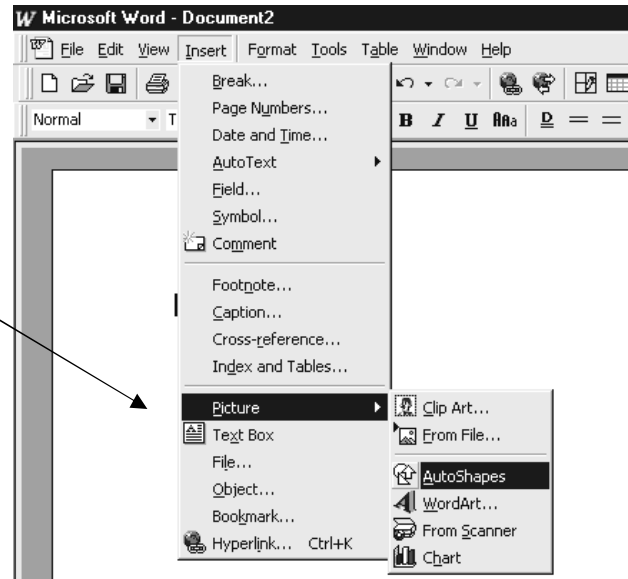 Microsoft Word - Document2
File Edit View Insert Format Tools Table Window Help
Normal T B I U ABa D
Break...
Page Numbers...
Date and Time...
AutoText
Field...
Symbol...
Comment
Footnote...
Caption...
Cross-reference...
Index and Tables...
Picture
Text Box
File...
Object...
Bookmark...
Hyperlink... Ctrl+K
Clip Art...
From File...
AutoShapes
WordArt...
From Scanner
Chart